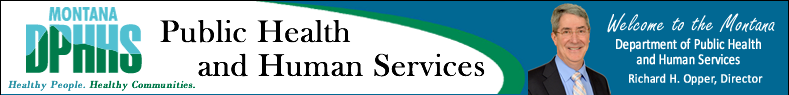 MONTANA
DPHHS
Healthy People. Healthy Communities.
Public Health
and Human Services
Welcome to the Montana
Department of Public Health
and Human Services
Richard H. Opper, Director